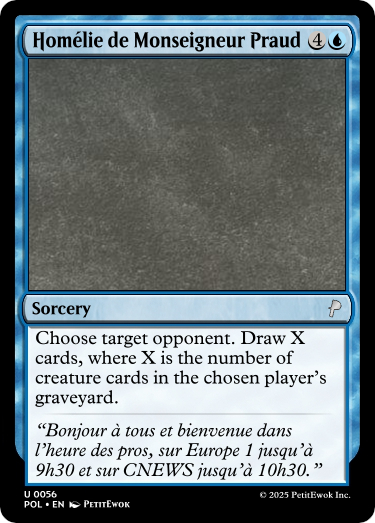 Homélie de Monseigneur Praud 4
Sorcery
Choose target opponent. Draw X
cards, where X is the number of
creature cards in the chosen player's
graveyard.
“Bonjour à tous et bienvenue dans
l'heure des pros, sur Europe 1 jusqu'à
9h30 et sur CNEWS jusqu'à 10h30.”
U 0056
POL • EN PetitEwok
© 2025 PetitEwok Inc.